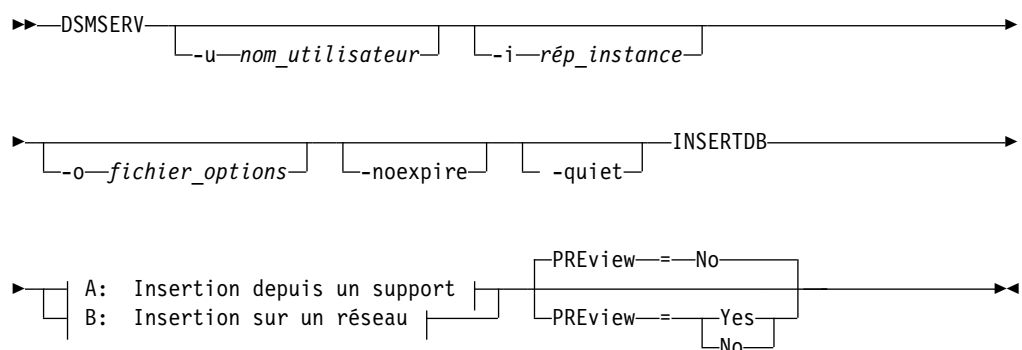 DSMSERV
-u nom_utilisateur -i rép_instance
INSERTDB
-o fichier_options -noexpire -quiet
PREview = No
A: Insertion depuis un support
B: Insertion sur un réseau PREview = Yes
No